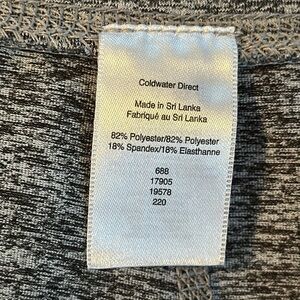 Coldwater Direct
Made in Sri Lanka
Fabriqué au Sri Lanka
82% Polyester/82% Polyester
18% Spandex/18% Elasthanne
688
17905
19578
220